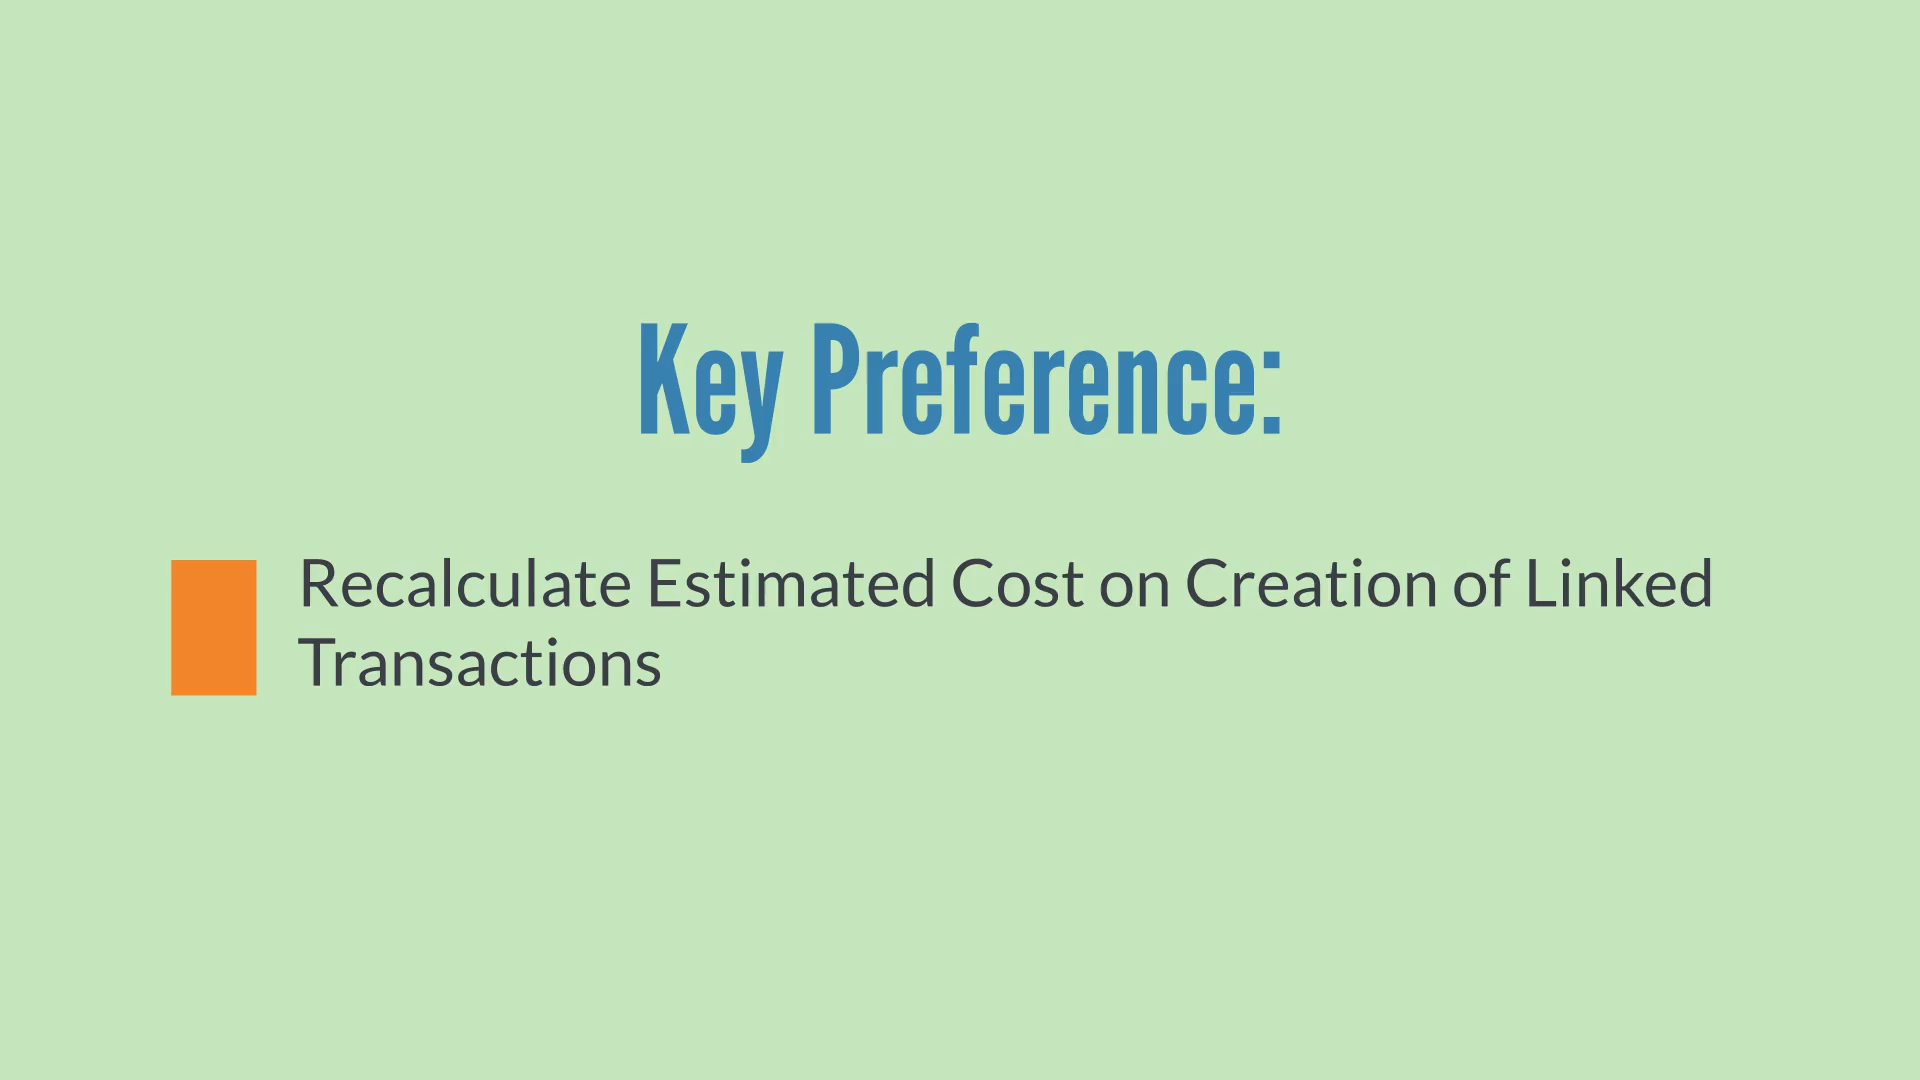 Key Preference:
Recalculate Estimated Cost on Creation of Linked
Transactions